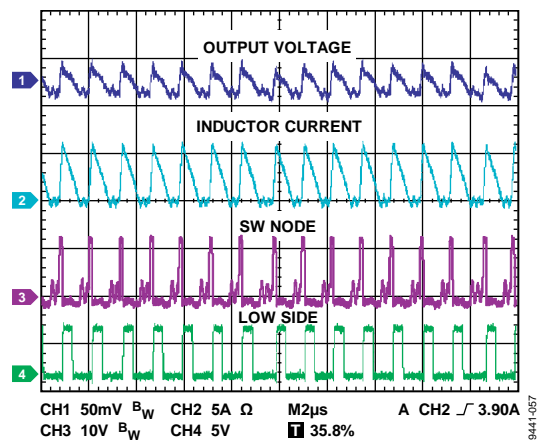 OUTPUT VOLTAGE
1
INDUCTOR CURRENT
2
SW NODE
3
LOW SIDE
4
CH1 50mV BW CH2 5A Ω M2µs A CH2 3.90A
CH3 10V BW CH4 5V T 35.8%
9441-057